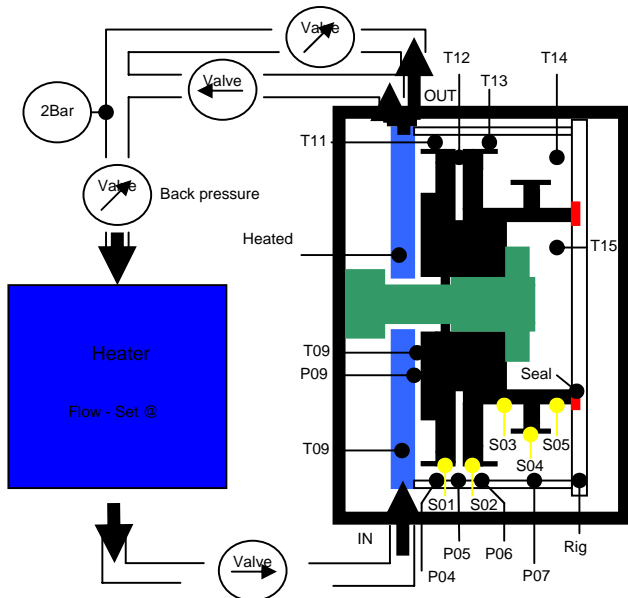 Valve
T12
T14
T13
Valve
OUT
2Bar
T11
Valve
Back pressure
Heated
T15
Heater
T09
P09
Seal
Flow - Set @
T09
S03
S05
S04
S01
S02
IN
Valve
P05
P06
Rig
P04
P07